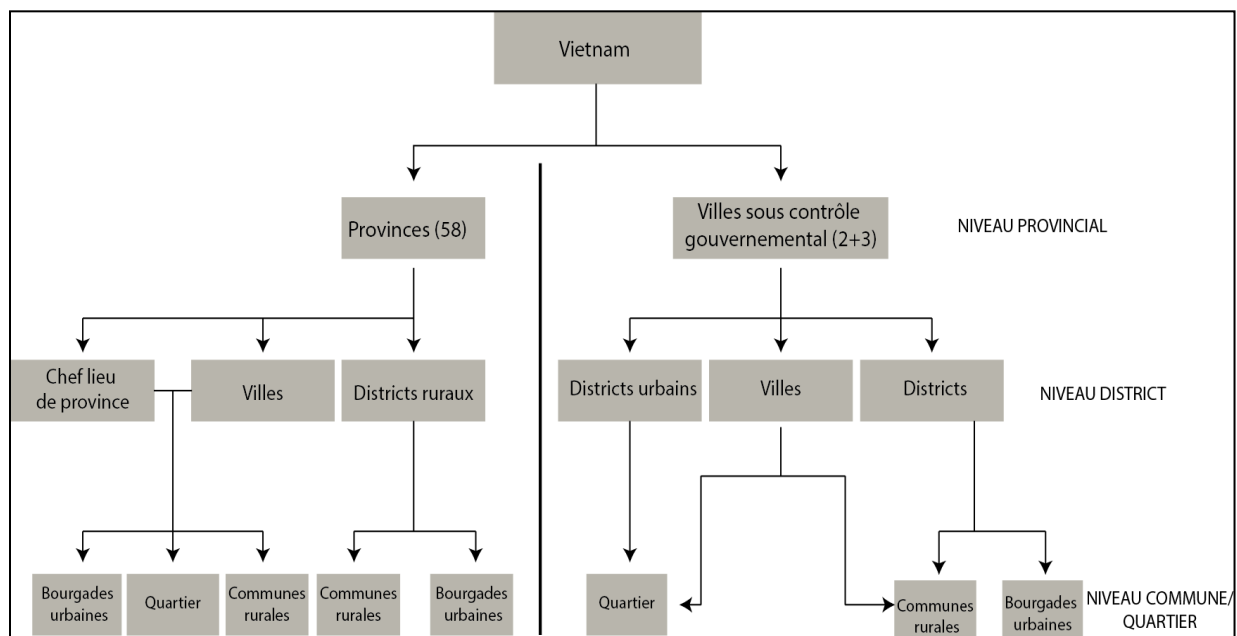 Vietnam
Provinces (58)
Villes sous contrôle
gouvernemental (2+3)
NIVEAU PROVINCIAL
Chef lieu
de province
Villes
Districts ruraux
Districts urbains
Villes
Districts
NIVEAU DISTRICT
Bourgades
urbaines
Quartier
Communes
rurales
Communes
rurales
Bourgades
urbaines
Quartier
Communes
rurales
Bourgades
urbaines
NIVEAU COMMUNE/
QUARTIER